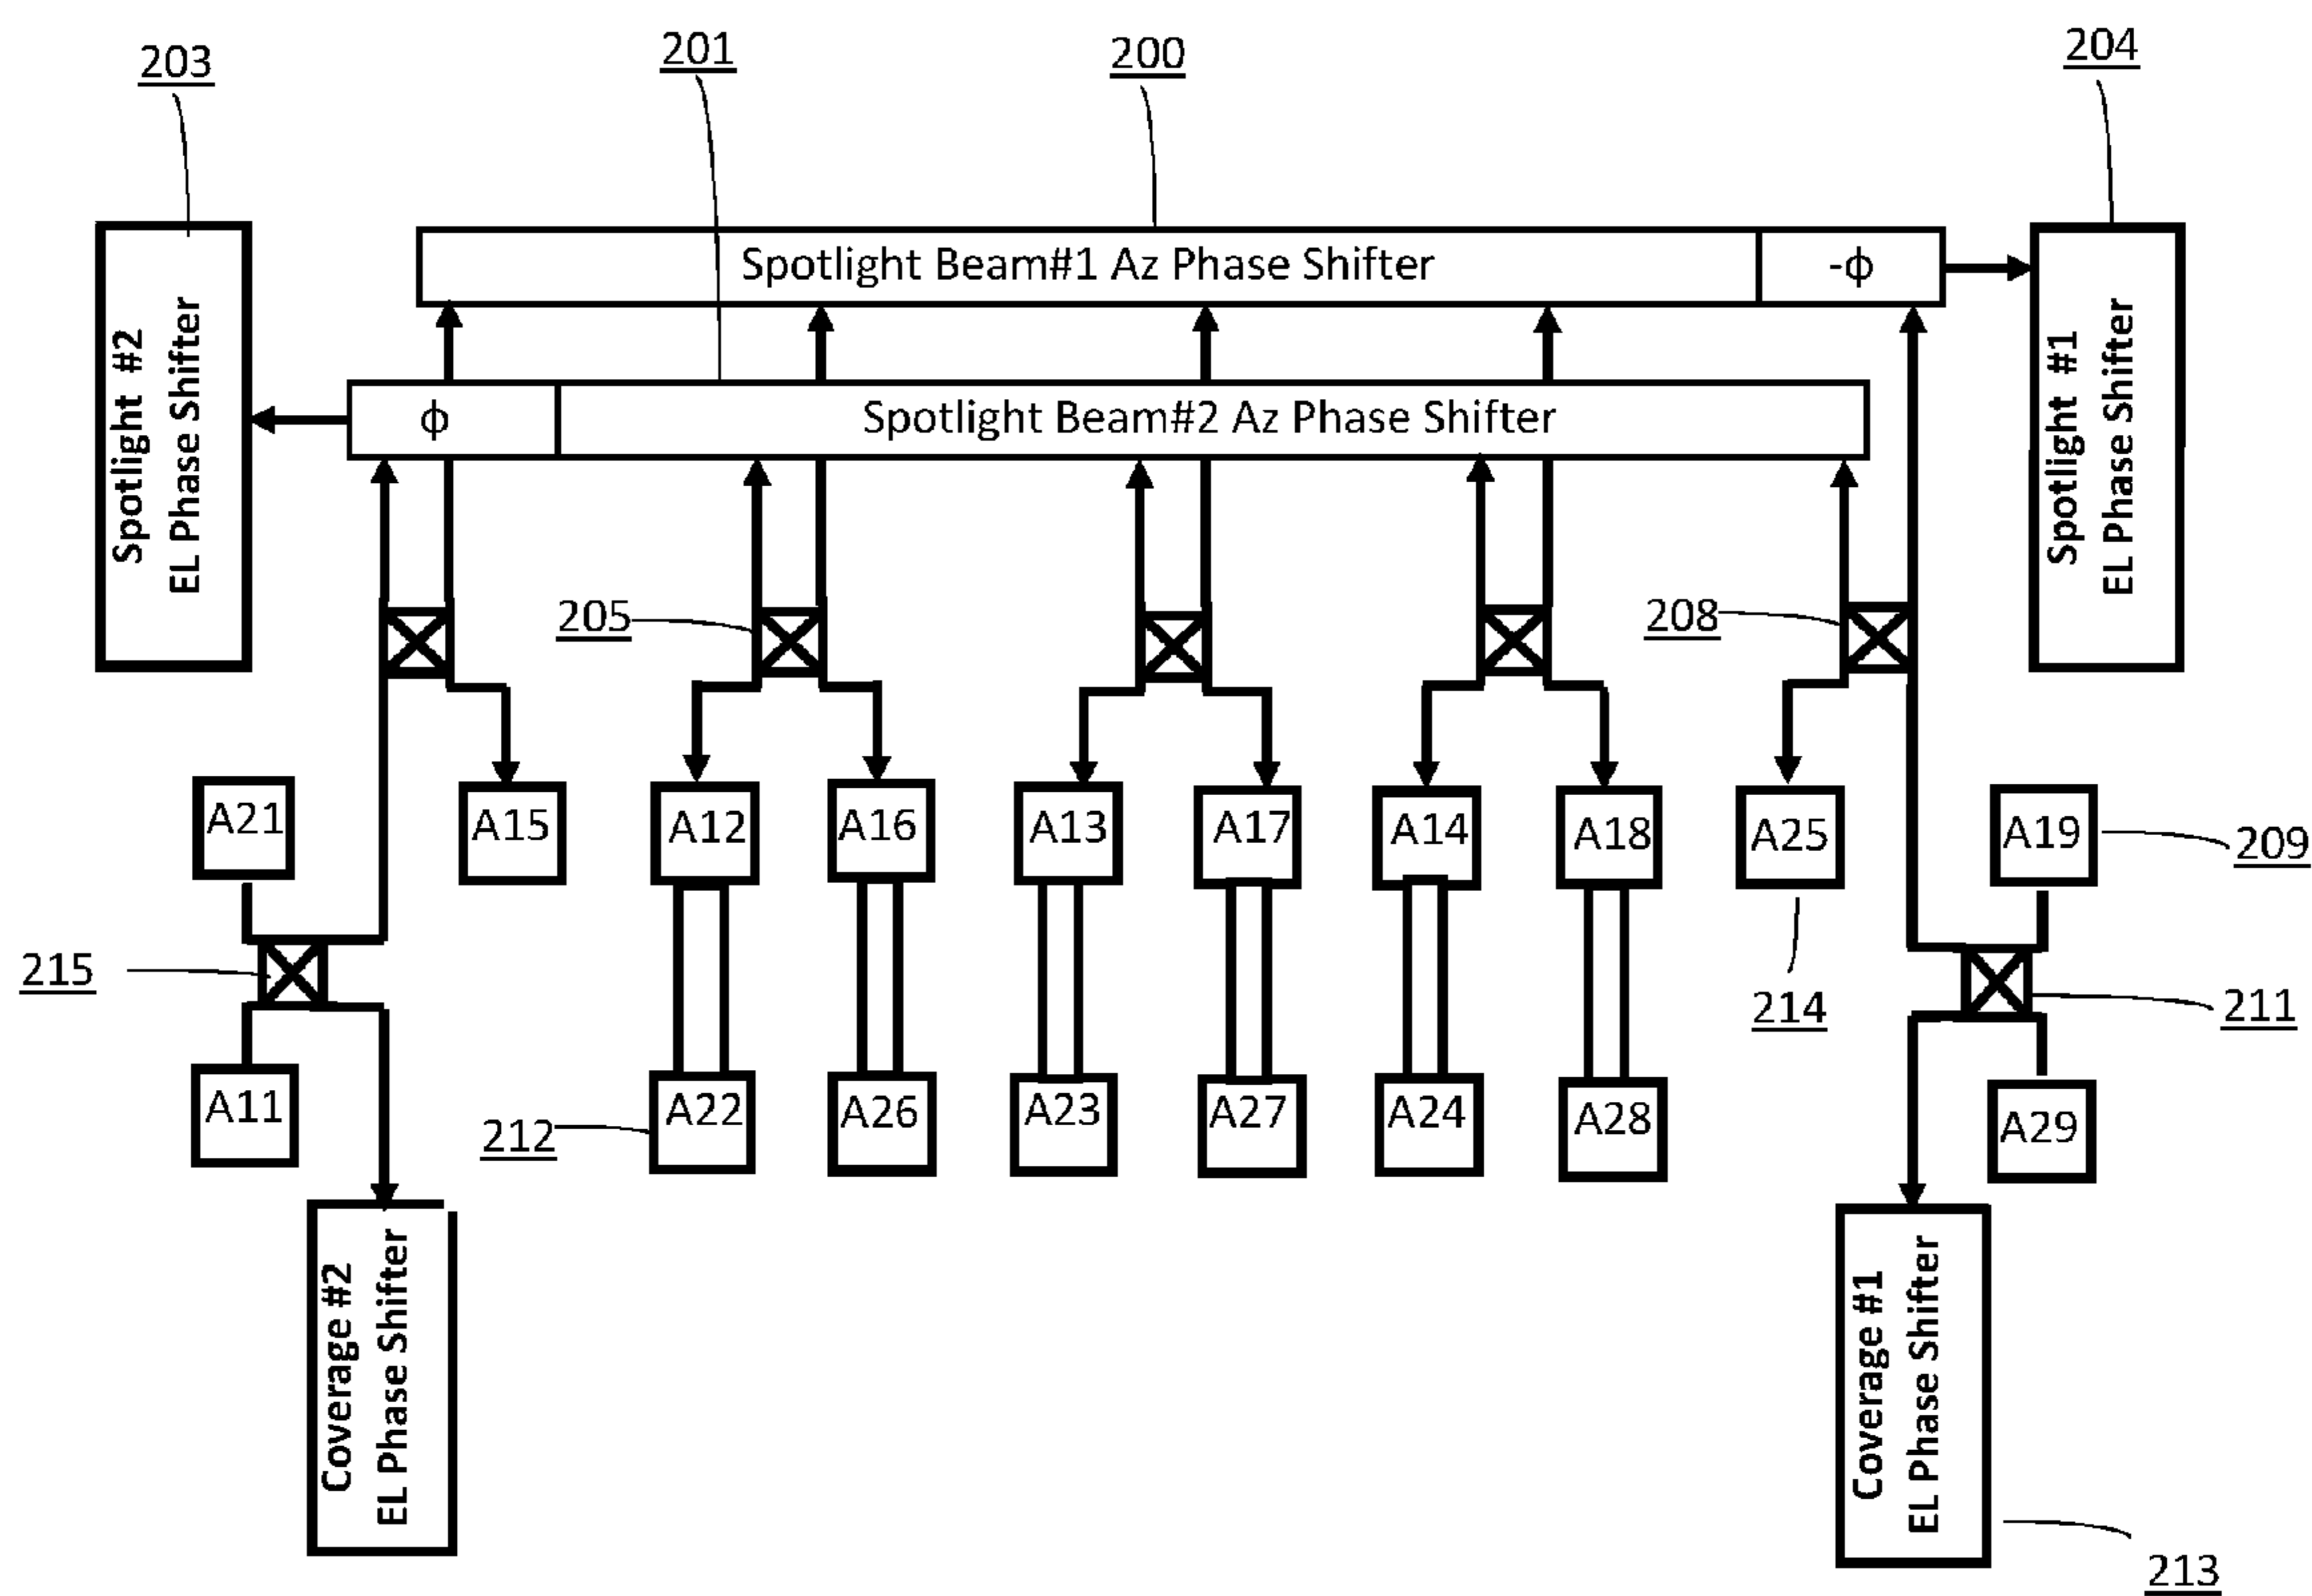 203
201
200
204
Spotlight Beam#1 Az Phase Shifter
-ϕ
Spotlight #2
EL Phase Shifter
Spotlight #1
EL Phase Shifter
ϕ
Spotlight Beam#2 Az Phase Shifter
205
208
A21
A15
A12
A16
A13
A17
A14
A18
A25
A19
209
215
214
211
A11
A22
A26
A23
A27
A24
A28
A29
212
Coverage #2
EL Phase Shifter
Coverage #1
EL Phase Shifter
213